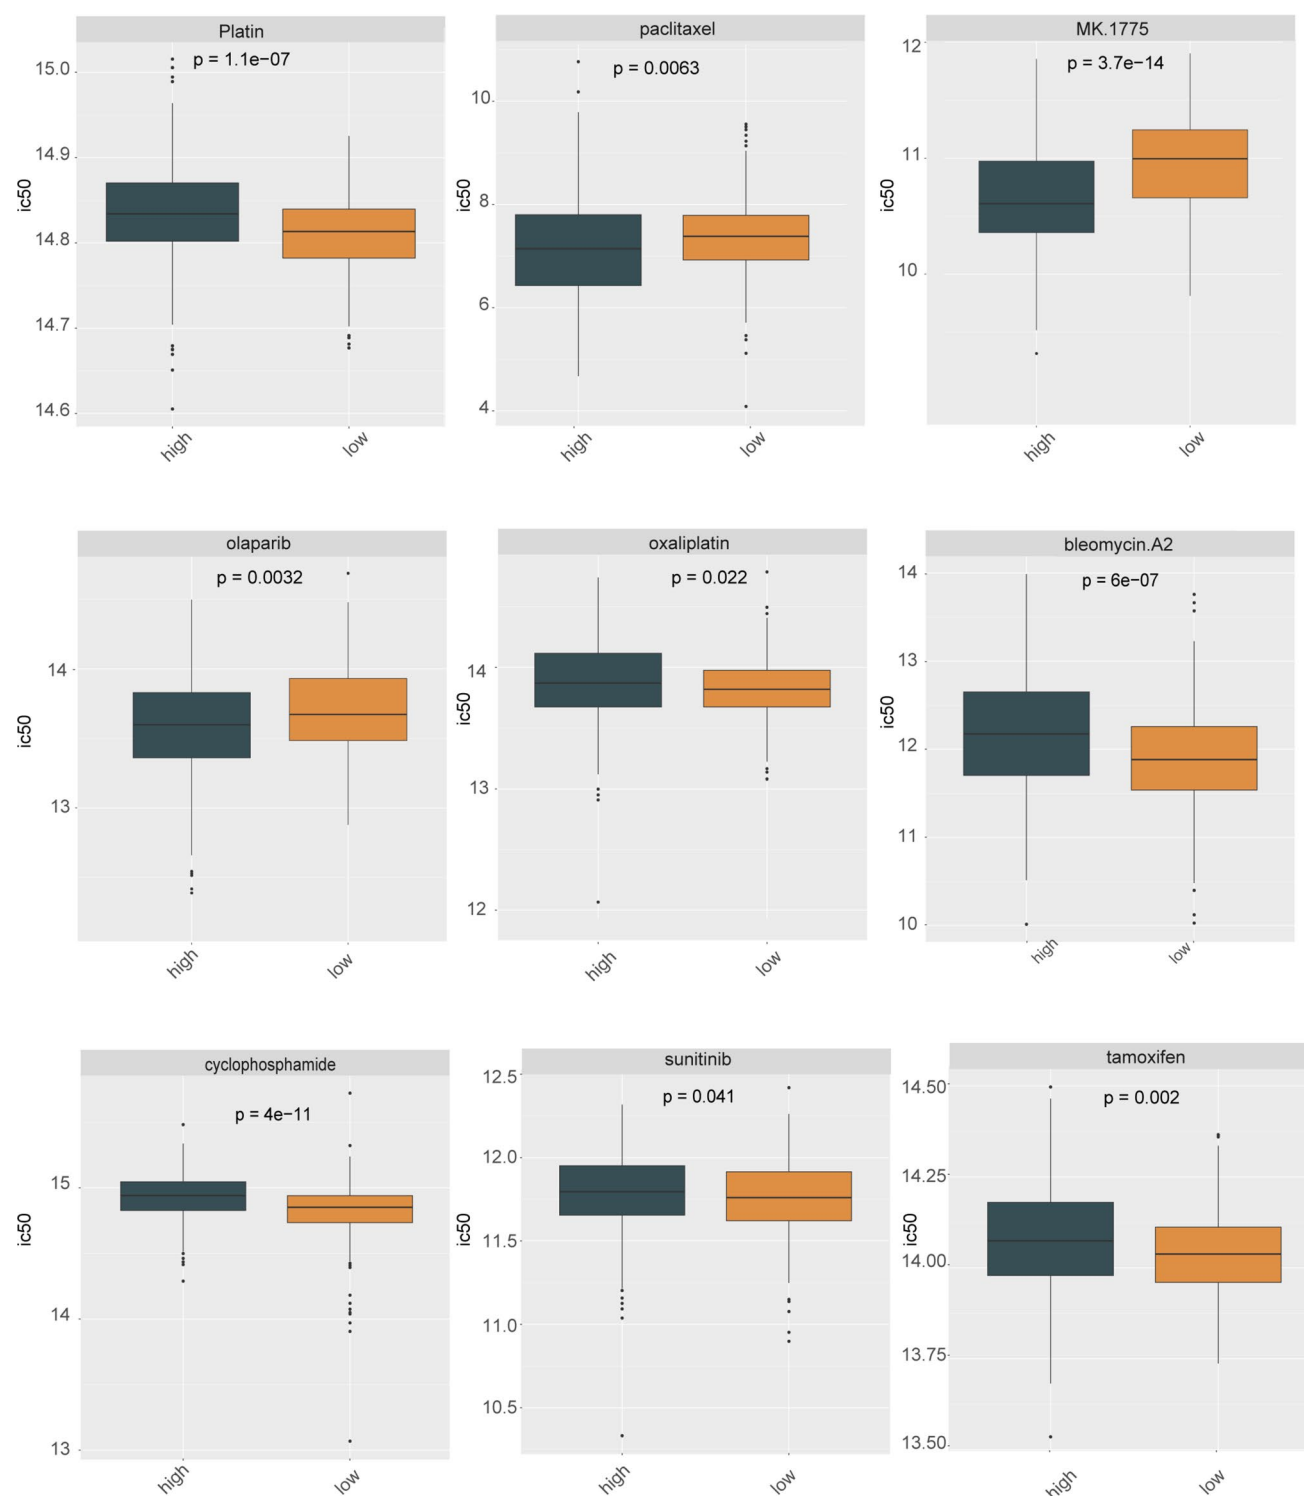 Platin
p = 1.1e−07
ic50
15.0
14.9
14.8
14.7
14.6
high
low
paclitaxel
p = 0.0063
ic50
10
8
6
4
high
low
MK.1775
p = 3.7e−14
ic50
12
11
10
high
low
olaparib
p = 0.0032
ic50
14
13
high
low
oxaliplatin
p = 0.022
ic50
14
13
12
high
low
bleomycin.A2
p = 6e−07
ic50
14
13
12
11
10
high
low
cyclophosphamide
p = 4e−11
ic50
15
14
13
high
low
sunitinib
p = 0.041
ic50
12.5
12.0
11.5
11.0
10.5
high
low
tamoxifen
p = 0.002
ic50
14.50
14.25
14.00
13.75
13.50
high
low